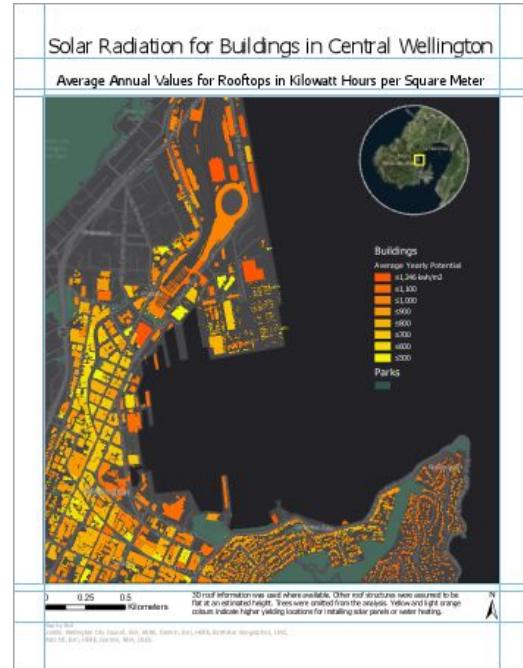 Solar Radiation for Buildings in Central Wellington
Average Annual Values for Rooftops in Kilowatt Hours per Square Meter
Buildings
Average Yearly Potential
≤1,246 kwh/m2
≤1,100
≤1,000
≤900
≤800
≤700
≤600
≤500
Parks
0 0.25 0.5
Kilometers
3D roof information was used where available. Other roof structures were assumed to be
flat at an estimated height. Trees were omitted from the analysis. Yellow and light orange
colours indicate higher yielding locations for installing solar panels or water heating.
N